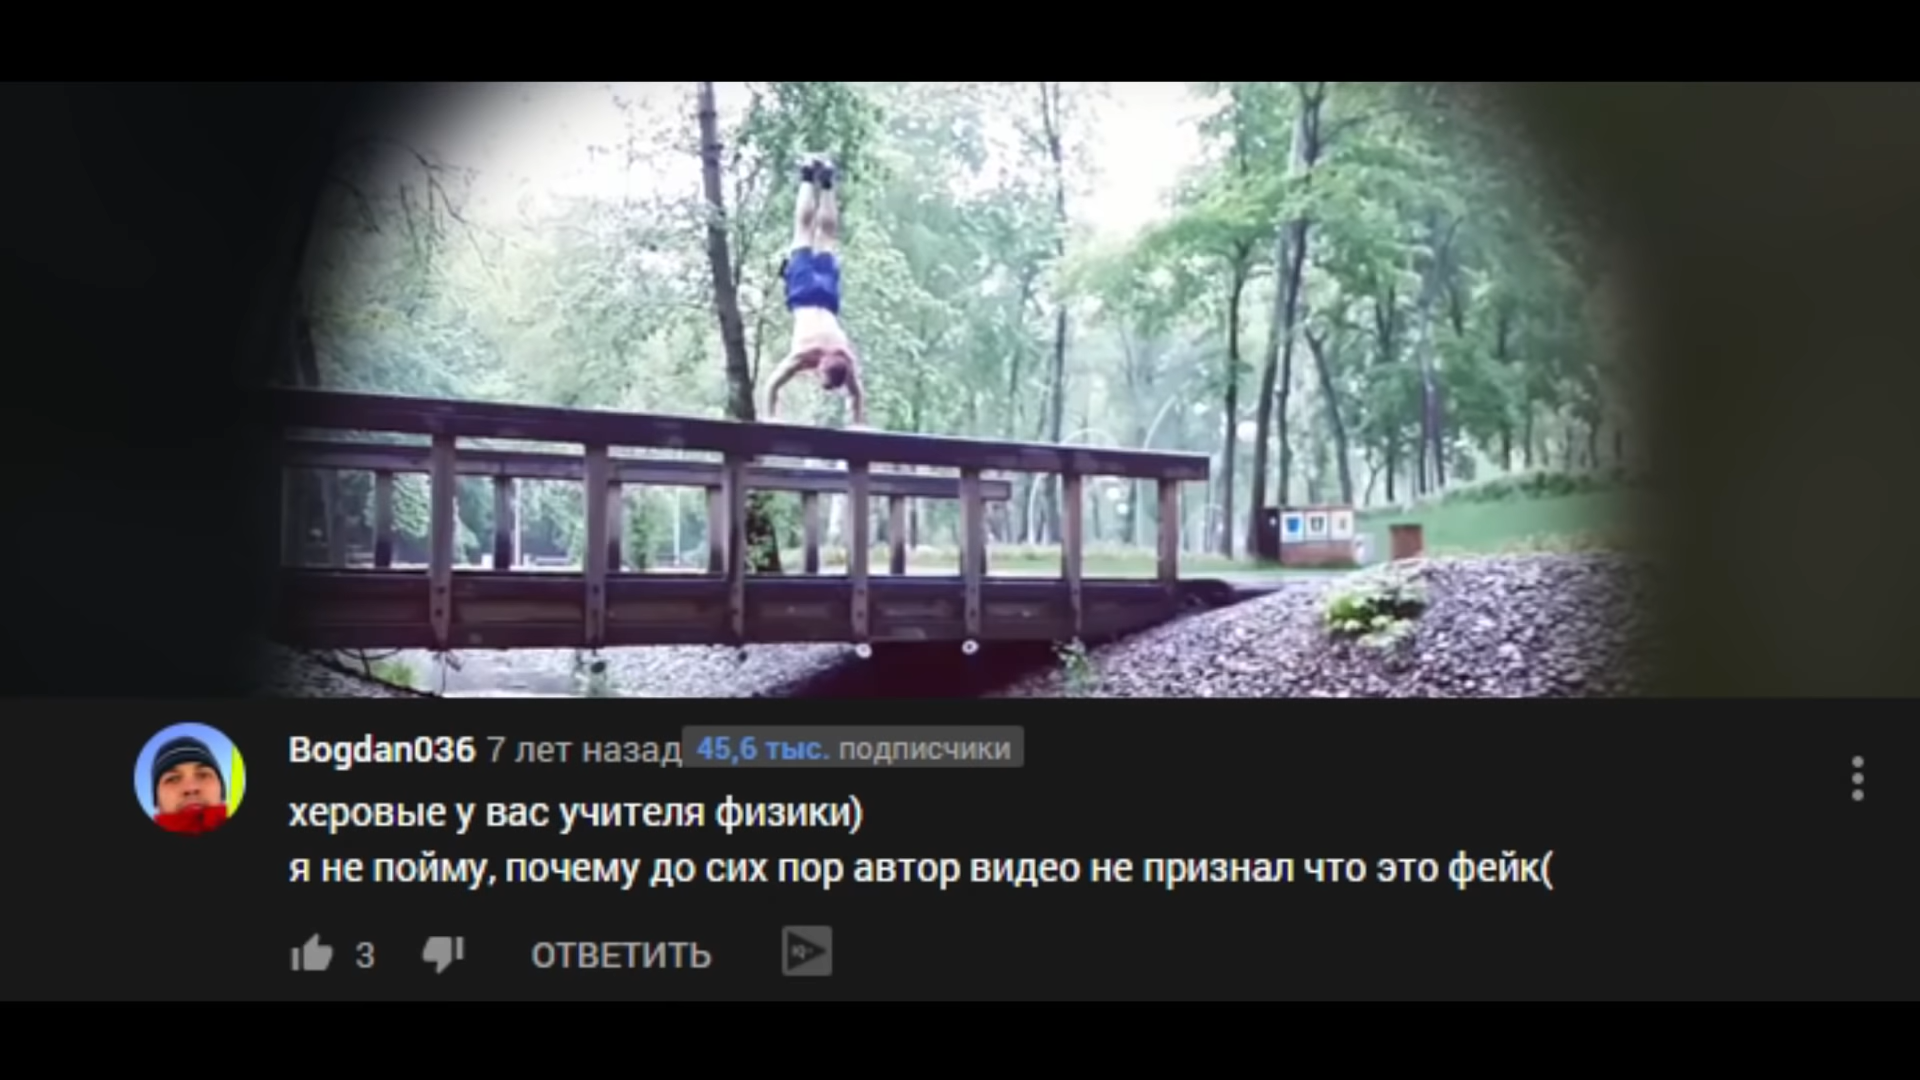 Bogdan036 7 лет назад 45,6 тыс. подписчики
херовые у вас учителя физики)
я не пойму, почему до сих пор автор видео не признал что это фейк(
3 ОТВЕТИТЬ